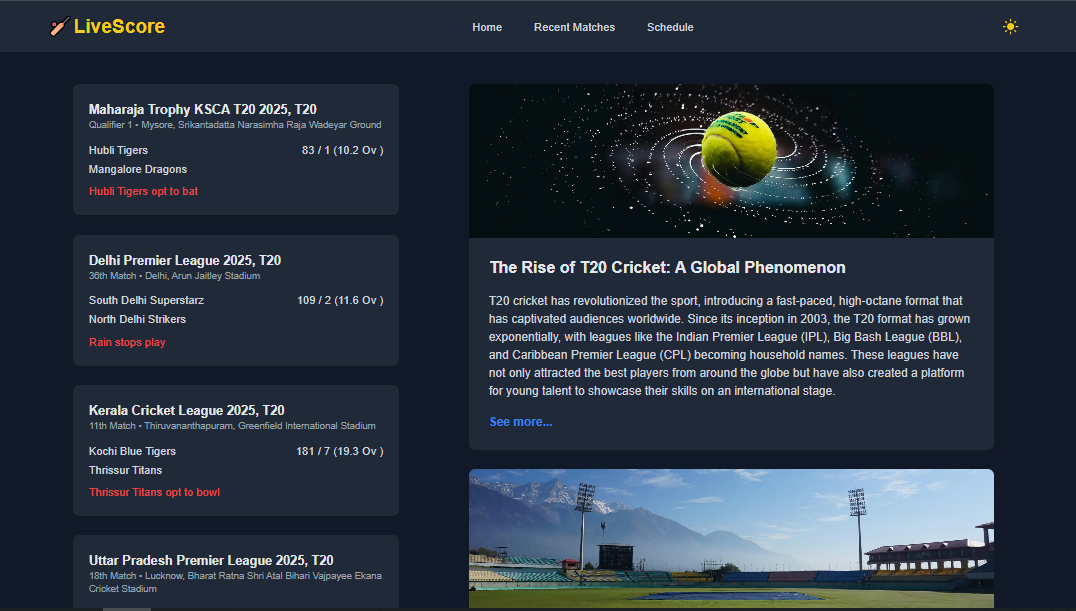 LiveScore
Home
Recent Matches
Schedule
Maharaja Trophy KSCA T20 2025, T20
Qualifier 1 • Mysore, Srikantadatta Narasimha Raja Wadeyar Ground
Hubli Tigers 83 / 1 (10.2 Ov )
Mangalore Dragons
Hubli Tigers opt to bat
Delhi Premier League 2025, T20
36th Match • Delhi, Arun Jaitley Stadium
South Delhi Superstarz 109 / 2 (11.6 Ov )
North Delhi Strikers
Rain stops play
Kerala Cricket League 2025, T20
11th Match • Thiruvananthapuram, Greenfield International Stadium
Kochi Blue Tigers 181 / 7 (19.3 Ov )
Thrissur Titans
Thrissur Titans opt to bowl
Uttar Pradesh Premier League 2025, T20
18th Match • Lucknow, Bharat Ratna Shri Atal Bihari Vajpayee Ekana
Cricket Stadium
The Rise of T20 Cricket: A Global Phenomenon
T20 cricket has revolutionized the sport, introducing a fast-paced, high-octane format that
has captivated audiences worldwide. Since its inception in 2003, the T20 format has grown
exponentially, with leagues like the Indian Premier League (IPL), Big Bash League (BBL),
and Caribbean Premier League (CPL) becoming household names. These leagues have
not only attracted the best players from around the globe but have also created a platform
for young talent to showcase their skills on an international stage.
See more...